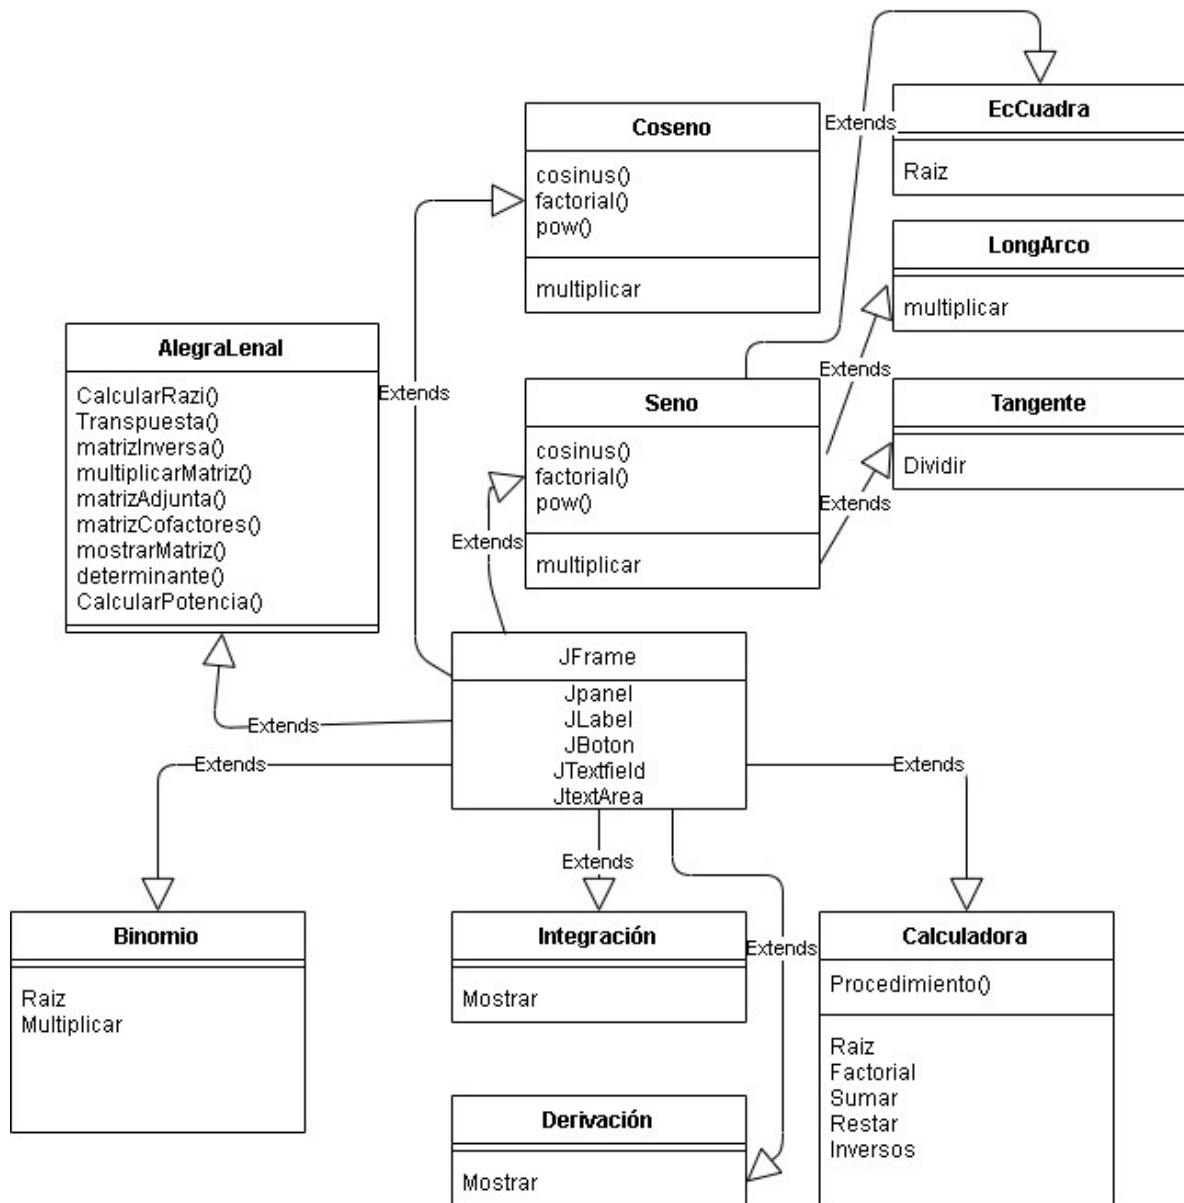 EcCuadra
Raiz
Extends
Coseno
cosinus()
factorial()
pow()
multiplicar
LongArco
multiplicar
Extends
Tangente
Dividir
Extends
AlegraLenal
CalcularRazi()
Transpuesta()
matrizInversa()
multiplicarMatriz()
matrizAdjunta()
matrizCofactores()
mostrarMatriz()
determinante()
CalcularPotencia()
Extends
Seno
cosinus()
factorial()
pow()
multiplicar
Extends
JFrame
Jpanel
JLabel
JBoton
JTextfield
JtextArea
Extends
Extends
Extends
Extends
Extends
Binomio
Raiz
Multiplicar
Integración
Mostrar
Calculadora
Procedimiento()
Raiz
Factorial
Sumar
Restar
Inversos
Derivación
Mostrar